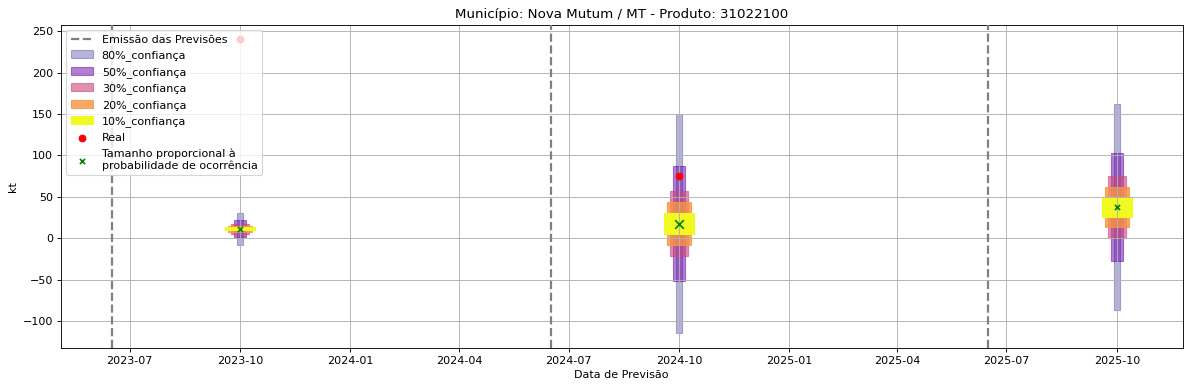 Município: Nova Mutum / MT - Produto: 31022100
250
200
150
100
50
0
−50
−100
kt
Emissão das Previsões
80%_confiança
50%_confiança
30%_confiança
20%_confiança
10%_confiança
Real
Tamanho proporcional à
probabilidade de ocorrência
2023-07
2023-10
2024-01
2024-04
2024-07
2024-10
2025-01
2025-04
2025-07
2025-10
Data de Previsão